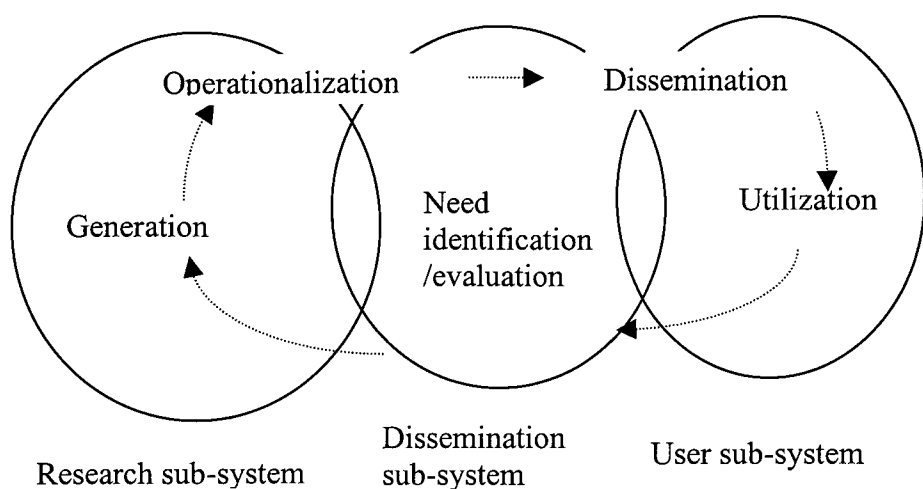 Operationalization
Dissemination
Generation
Need
identification
/evaluation
Utilization
Research sub-system
Dissemination
sub-system
User sub-system